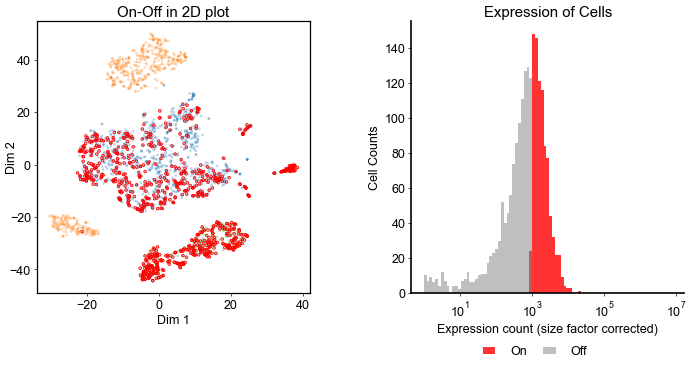 On-Off in 2D plot
Expression of Cells
Dim 2
40
20
0
−20
−40
−20 0 20 40
Dim 1
Cell Counts
140
120
100
80
60
40
20
0
10^1 10^3 10^5 10^7
Expression count (size factor corrected)
On Off